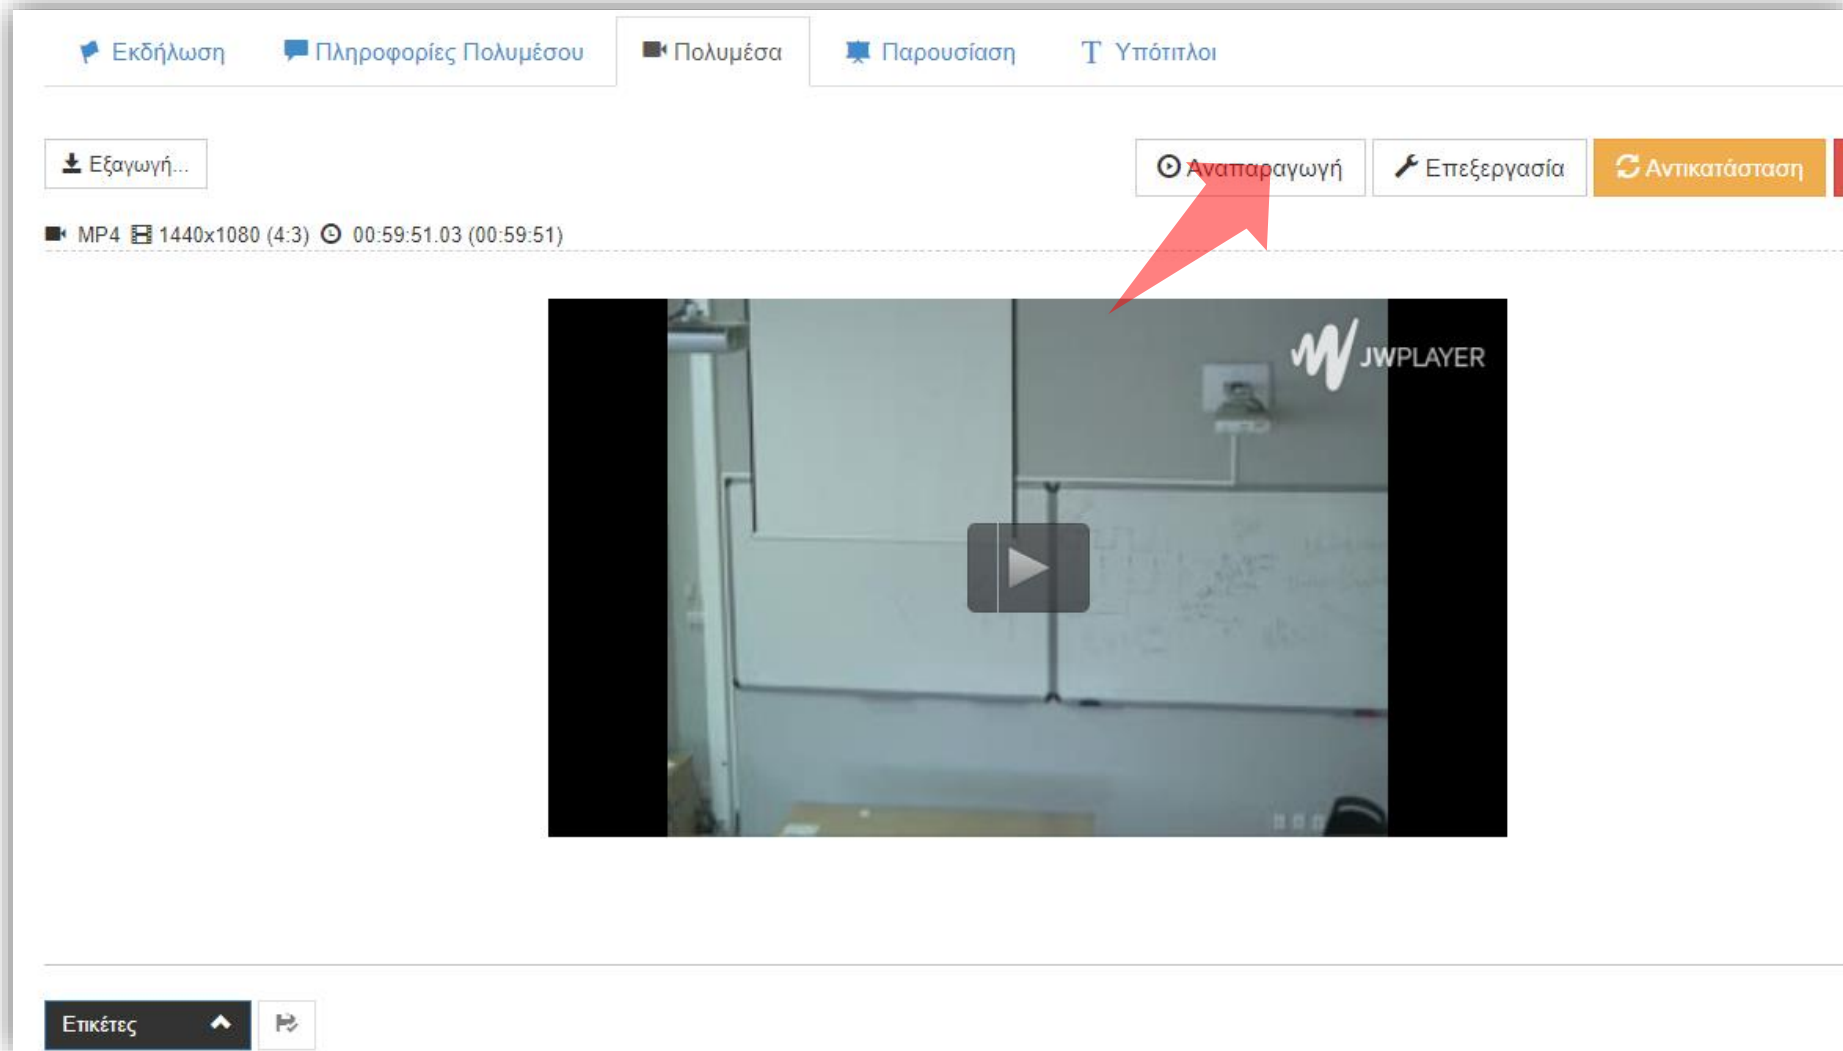 Εκδήλωση Πληροφορίες Πολυμέσου Πολυμέσα Παρουσίαση T Υπότιτλοι
Εξαγωγή... Αναπαραγωγή Επεξεργασία Αντικατάσταση
MP4 1440x1080 (4:3) 00:59:51.03 (00:59:51)
JWPLAYER
Ετικέτες